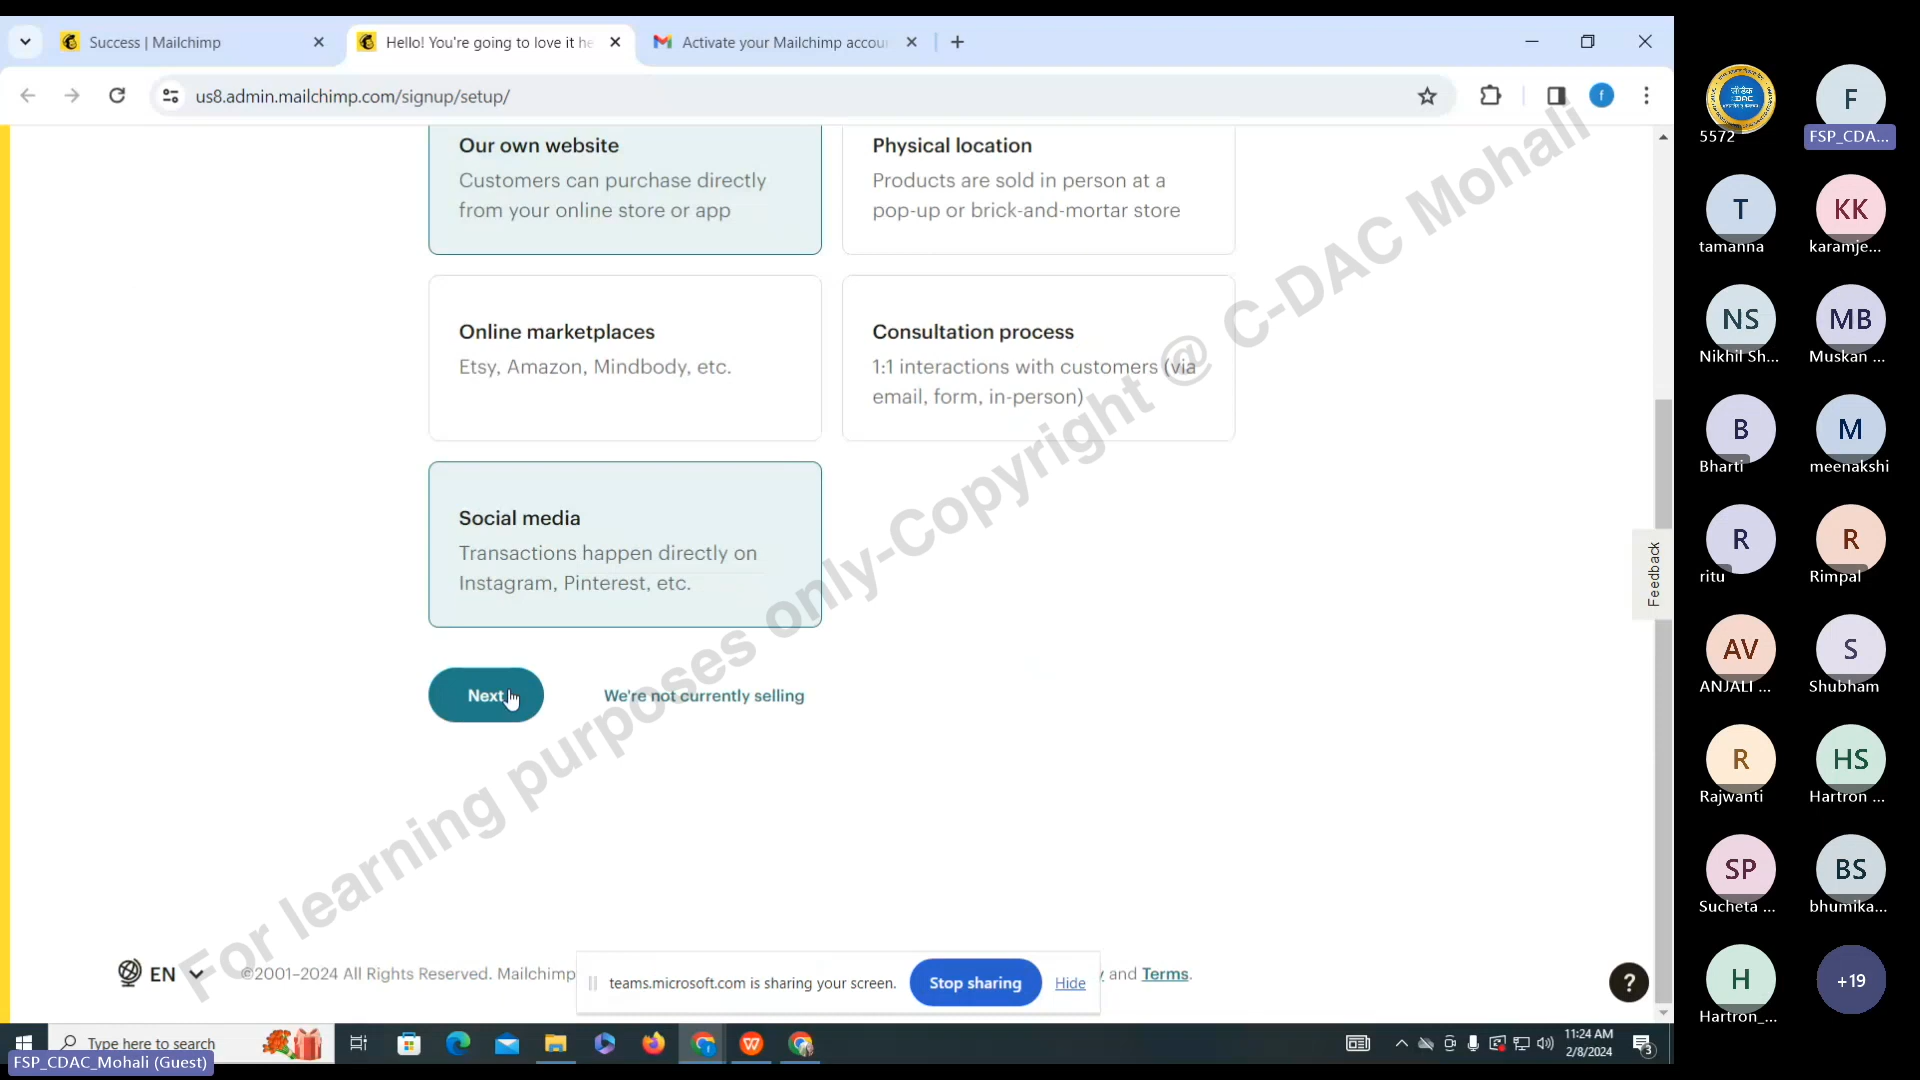 Success | Mailchimp
Hello! You're going to love it he
Activate your Mailchimp accou
us8.admin.mailchimp.com/signup/setup/
f
Our own website
Customers can purchase directly
from your online store or app
Physical location
Products are sold in person at a
pop-up or brick-and-mortar store
Online marketplaces
Etsy, Amazon, Mindbody, etc.
Consultation process
1:1 interactions with customers (via
email, form, in-person)
Social media
Transactions happen directly on
Instagram, Pinterest, etc.
Next
We're not currently selling
Feedback
For learning purposes only-Copyright @ C-DAC Mohali
EN
©2001–2024 All Rights Reserved. Mailchimp
and Terms.
teams.microsoft.com is sharing your screen.
Stop sharing
Hide
?
Type here to search
11:24 AM
2/8/2024
3
FSP_CDAC_Mohali (Guest)
5572
F
FSP_CDA...
T
tamanna
KK
karamje...
NS
Nikhil Sh...
MB
Muskan ...
B
Bharti
M
meenakshi
R
ritu
R
Rimpal
AV
ANJALI ...
S
Shubham
R
Rajwanti
HS
Hartron ...
SP
Sucheta ...
BS
bhumika...
H
Hartron_...
+19